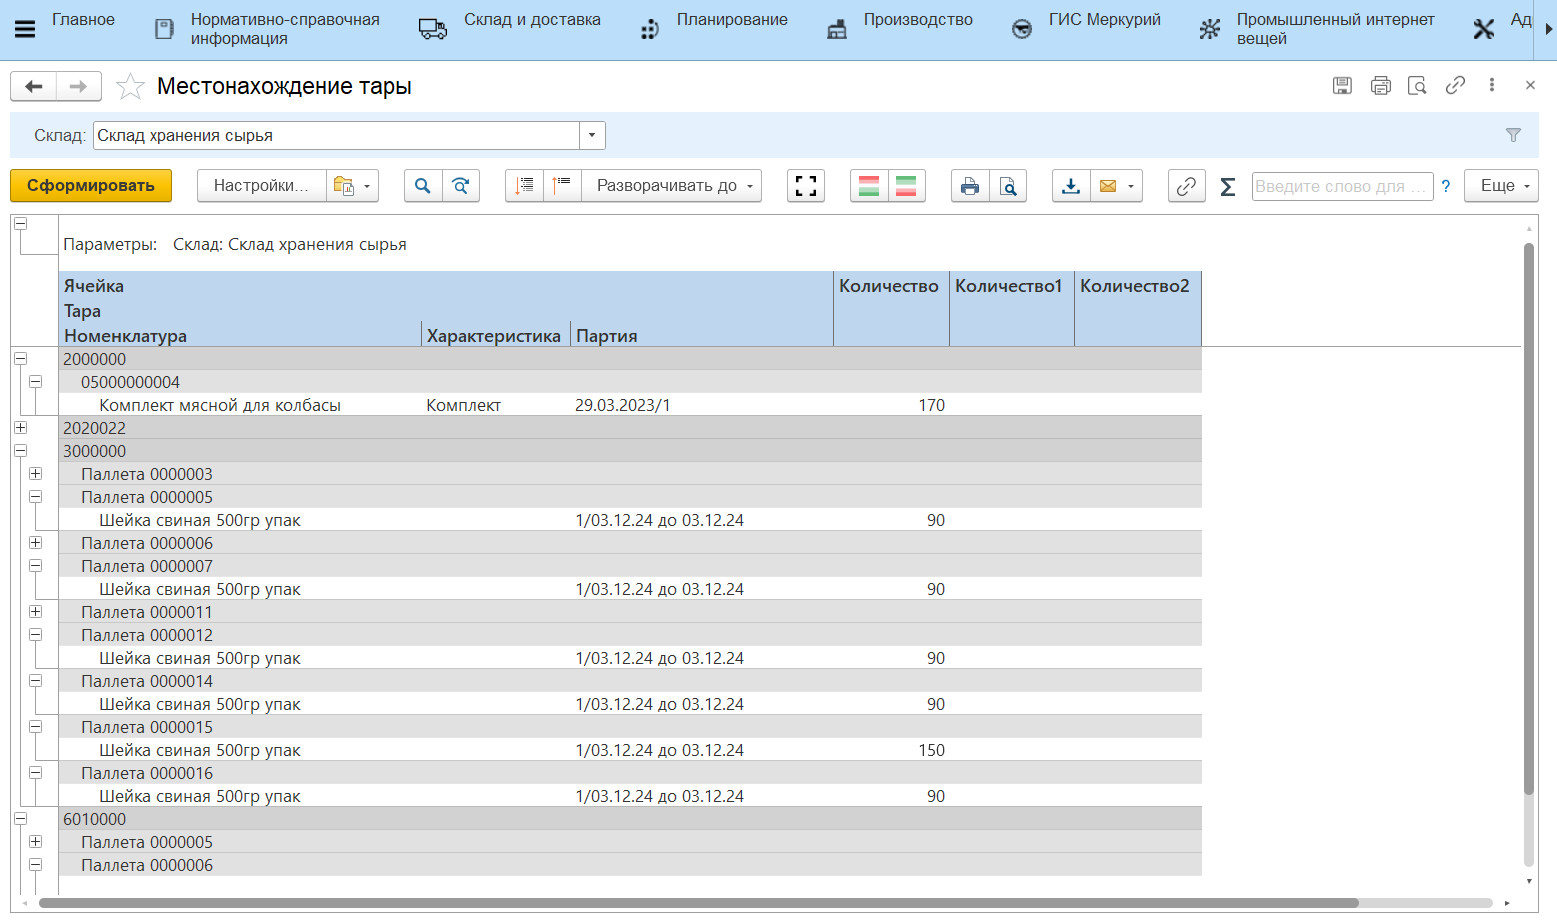 Главное
Нормативно-справочная
информация
Склад и доставка
Планирование
Производство
ГИС Меркурий
Промышленный интернет
вещей
Ад
Местонахождение тары
Склад: Склад хранения сырья
Сформировать Настройки... Разворачивать до Σ Введите слово для ... ? Еще
Параметры: Склад: Склад хранения сырья
Ячейка Количество Количество1 Количество2
Тара
Номенклатура Характеристика Партия
2000000
05000000004
Комплект мясной для колбасы Комплект 29.03.2023/1 170
2020022
3000000
Паллета 0000003
Паллета 0000005
Шейка свиная 500гр упак 1/03.12.24 до 03.12.24 90
Паллета 0000006
Паллета 0000007
Шейка свиная 500гр упак 1/03.12.24 до 03.12.24 90
Паллета 0000011
Паллета 0000012
Шейка свиная 500гр упак 1/03.12.24 до 03.12.24 90
Паллета 0000014
Шейка свиная 500гр упак 1/03.12.24 до 03.12.24 90
Паллета 0000015
Шейка свиная 500гр упак 1/03.12.24 до 03.12.24 150
Паллета 0000016
Шейка свиная 500гр упак 1/03.12.24 до 03.12.24 90
6010000
Паллета 0000005
Паллета 0000006